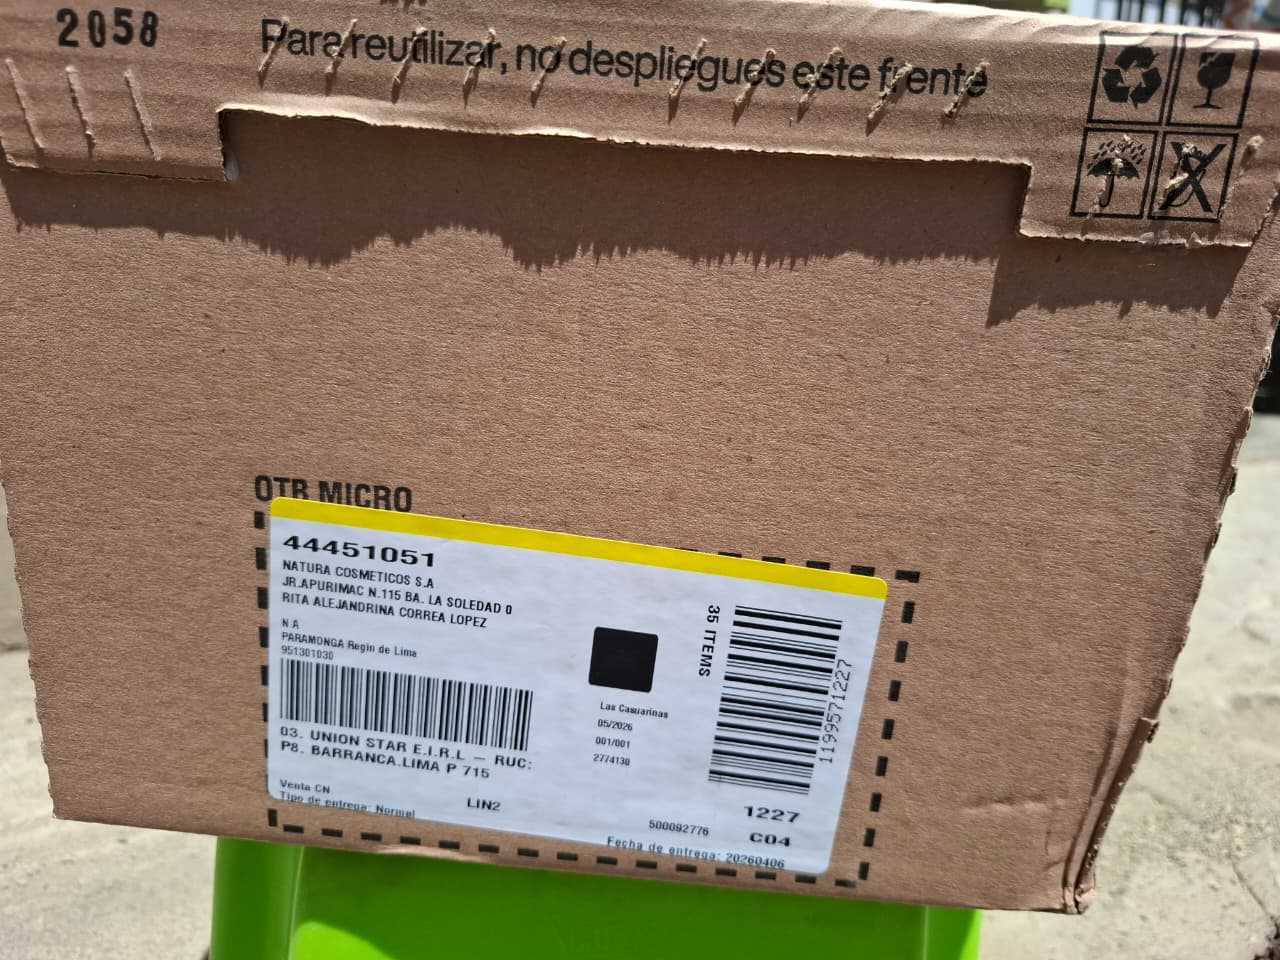 2058
Para reutilizar, no despliegues este frente
OTB MICRO
44451051
NATURA COSMETICOS S.A
JR.APURIMAC N.115 BA. LA SOLEDAD 0
RITA ALEJANDRINA CORREA LOPEZ
N A
PARAMONGA Regin de Lima
951301030
03. UNION STAR E.I.R.L – RUC:
P8. BARRANCA.LIMA P 715
Venta CN
Tipo de entrega: Normel
LIN2
Las Casuarinas
05/2026
001/001
2774130
35 ITEMS
1199571227
1227
C04
500092776
Fecha de entrega: 20260406